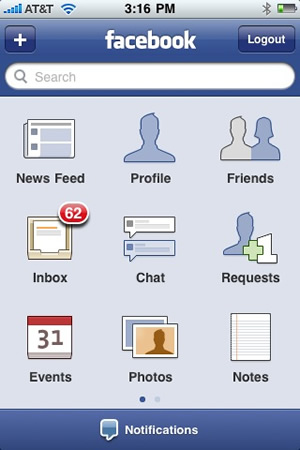 AT&T 3:16 PM
+ facebook Logout
Search
News Feed Profile Friends
62
Inbox Chat Requests
31
Events Photos Notes
Notifications